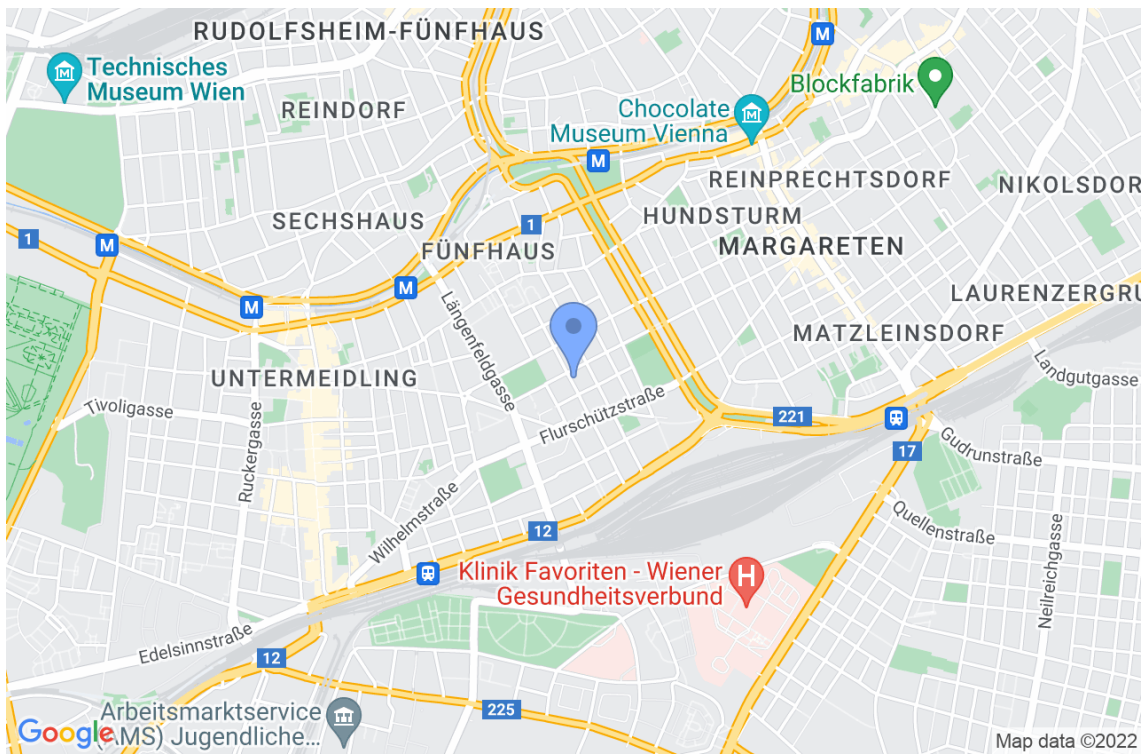 RUDOLFSHEIM-FÜNFHAUS
M
Technisches
Museum Wien
Blockfabrik
REINDORF
Chocolate
Museum Vienna
M
REINPRECHTSDORF
NIKOLSDOR
SECHSHAUS
HUNDSTURM
1
1
M
FÜNFHAUS
MARGARETEN
M
M
LAURENZERGRU
Längenfeldgasse
MATZLEINSDORF
UNTERMEIDLING
Landgutgasse
Tivoligasse
Flurschützstraße
221
Ruckergasse
17
Gudrunstraße
Wilhelmstraße
12
Quellenstraße
Klinik Favoriten - Wiener
Gesundheitsverbund
H
Neilreichgasse
Edelsinnstraße
12
225
Arbeitsmarktservice
(AMS) Jugendliche...
Google
Map data ©2022